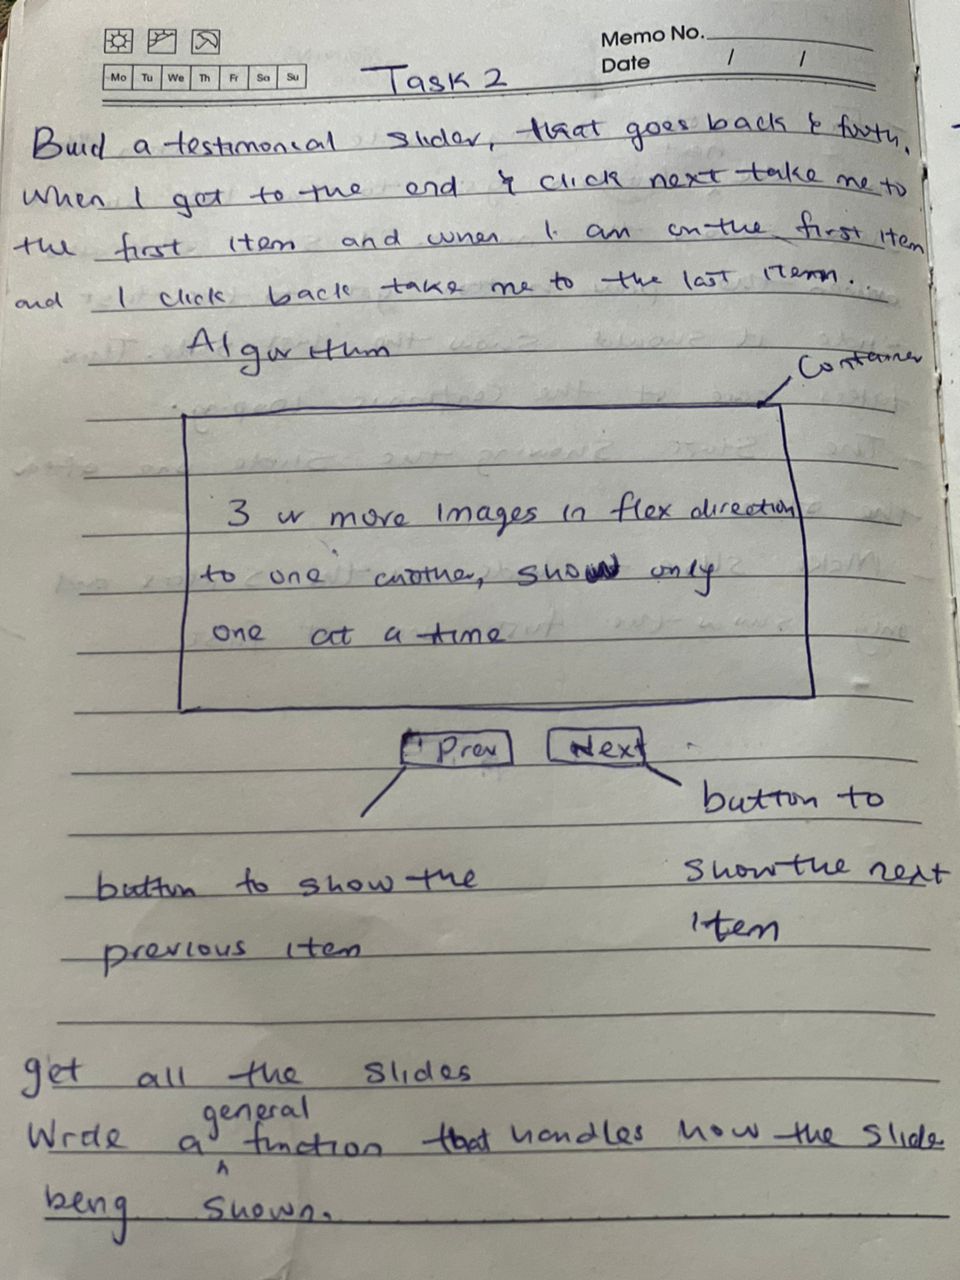 Memo No.
Mo Tu We Th Fr Sa Su
Date / /
Task 2
Buid a testimonial slider, that goes back & forth.
When I get to the end & click next take me to
the first item and when I am on the first item
and I click back take me to the last item.
Algorithm
Container
3 or more images in flex direction
to one another, show only
one at a time
Prev Next
button to
button to show the
show the next
previous item
item
get all the slides
general
Write a ^ function that handles how the slide
being shown.